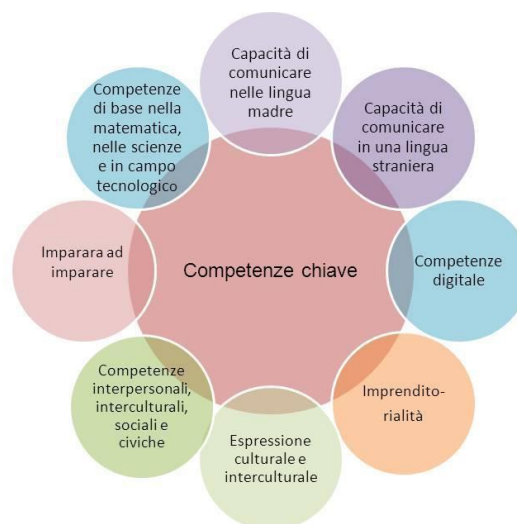 Capacità di
comunicare
nelle lingua
madre
Capacità di
comunicare
in una lingua
straniera
Competenze
digitale
Imprendito-
rialità
Espressione
culturale e
interculturale
Competenze
interpersonali,
interculturali,
sociali e
civiche
Imparara ad
imparare
Competenze
di base nella
matematica,
nelle scienze
e in campo
tecnologico
Competenze chiave